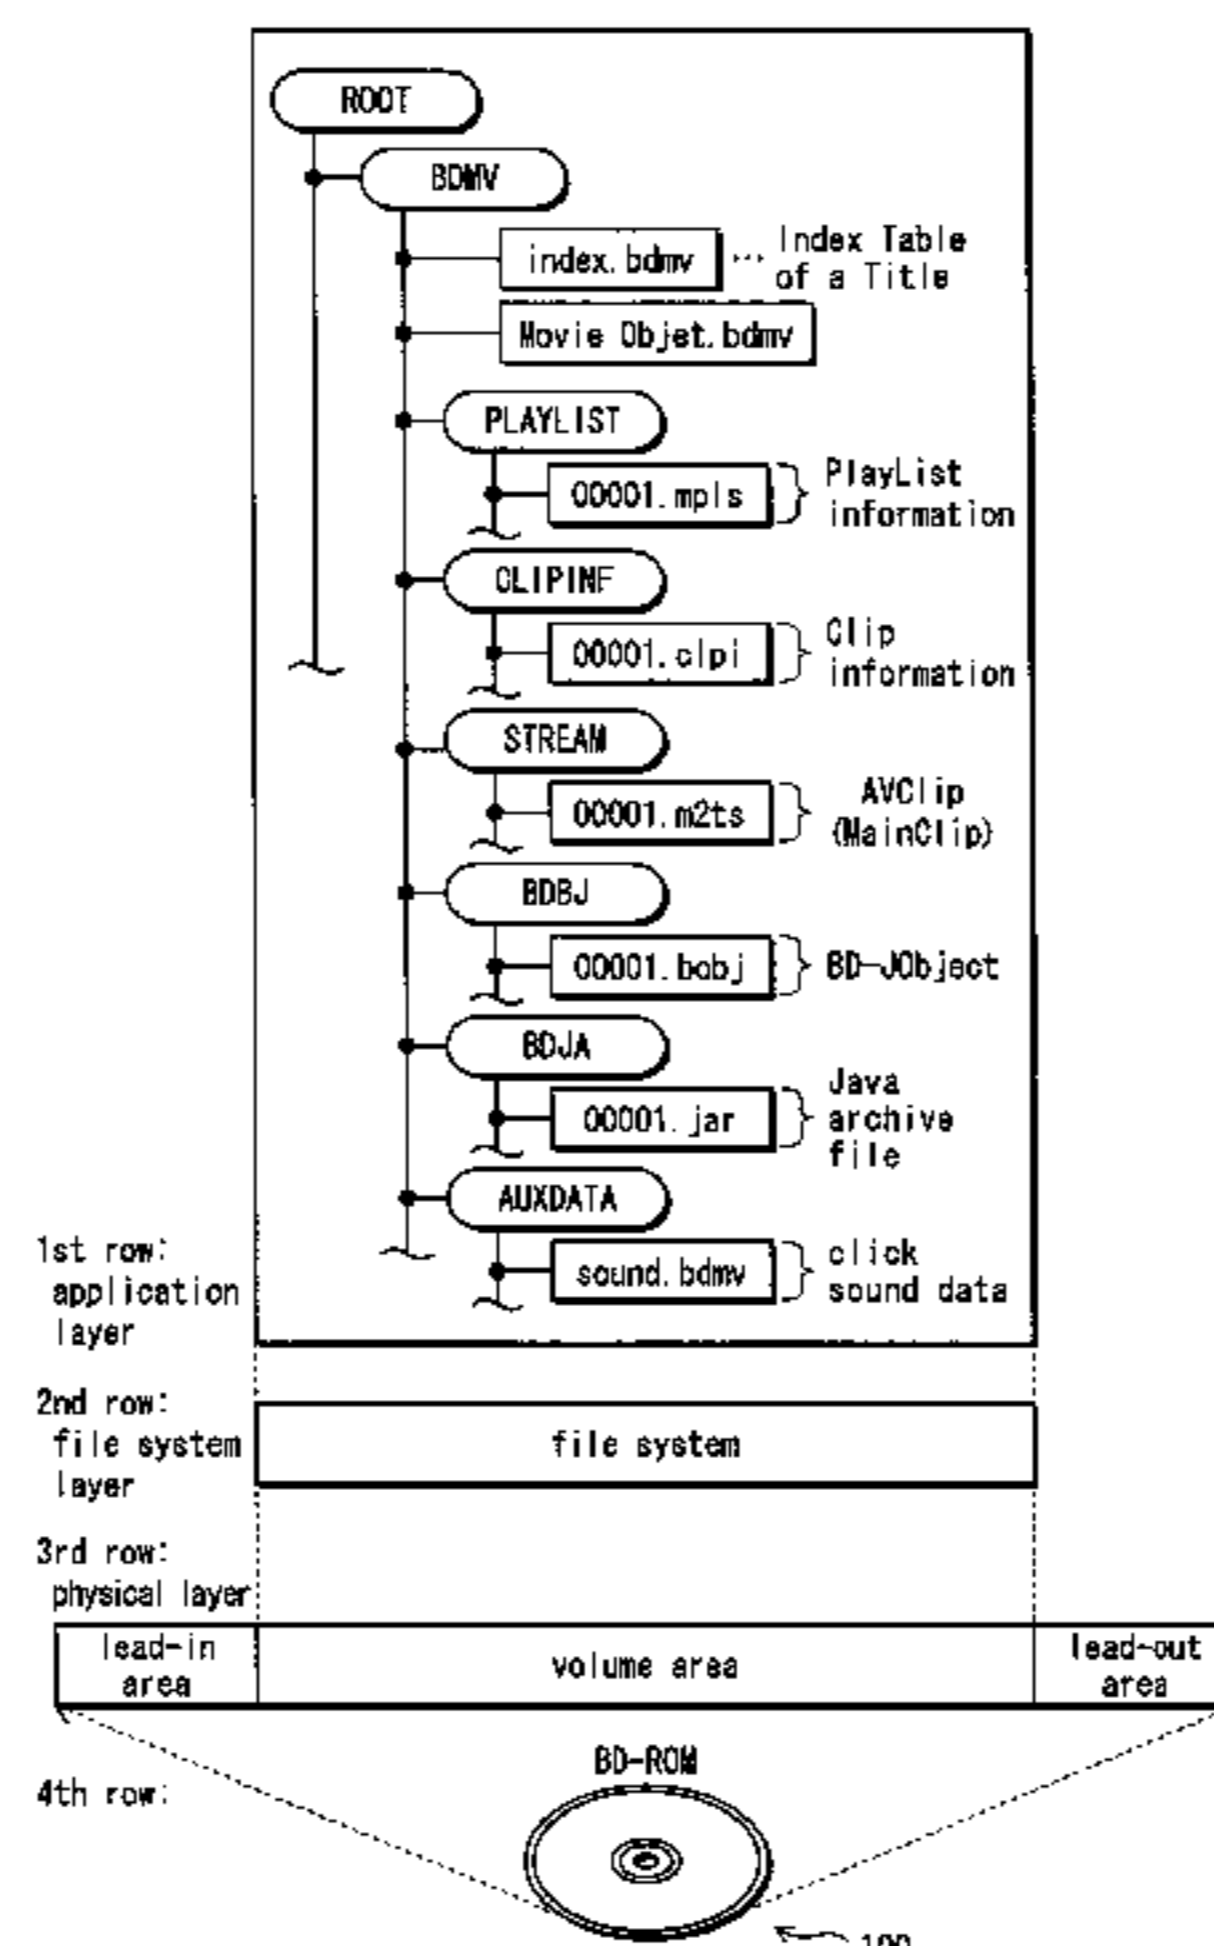 ROOT
BDMV
index.bdmv ... Index Table
of a Title
Movie Objet.bdmv
PLAYLIST
00001.mpls
PlayList
information
CLIPINF
00001.clpi
Clip
information
STREAM
00001.m2ts
AVClip
(MainClip)
BDBJ
00001.bobj
BD-JObject
BDJA
00001.jar
Java
archive
file
AUXDATA
sound.bdmv
click
sound data
1st row:
application
layer
2nd row:
file system
layer
file system
3rd row:
physical layer
lead-in
area
volume area
lead-out
area
BD-ROM
4th row:
100